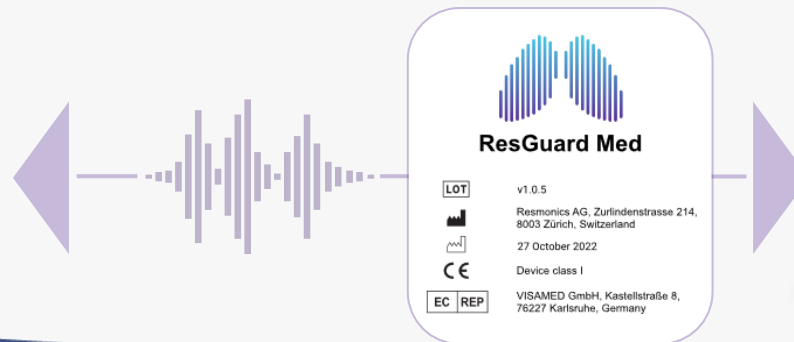 ResGuard Med
LOT v1.0.5
Resmonics AG, Zurlindenstrasse 214,
8003 Zürich, Switzerland
27 October 2022
CE Device class I
EC REP VISAMED GmbH, Kastellstraße 8,
76227 Karlsruhe, Germany